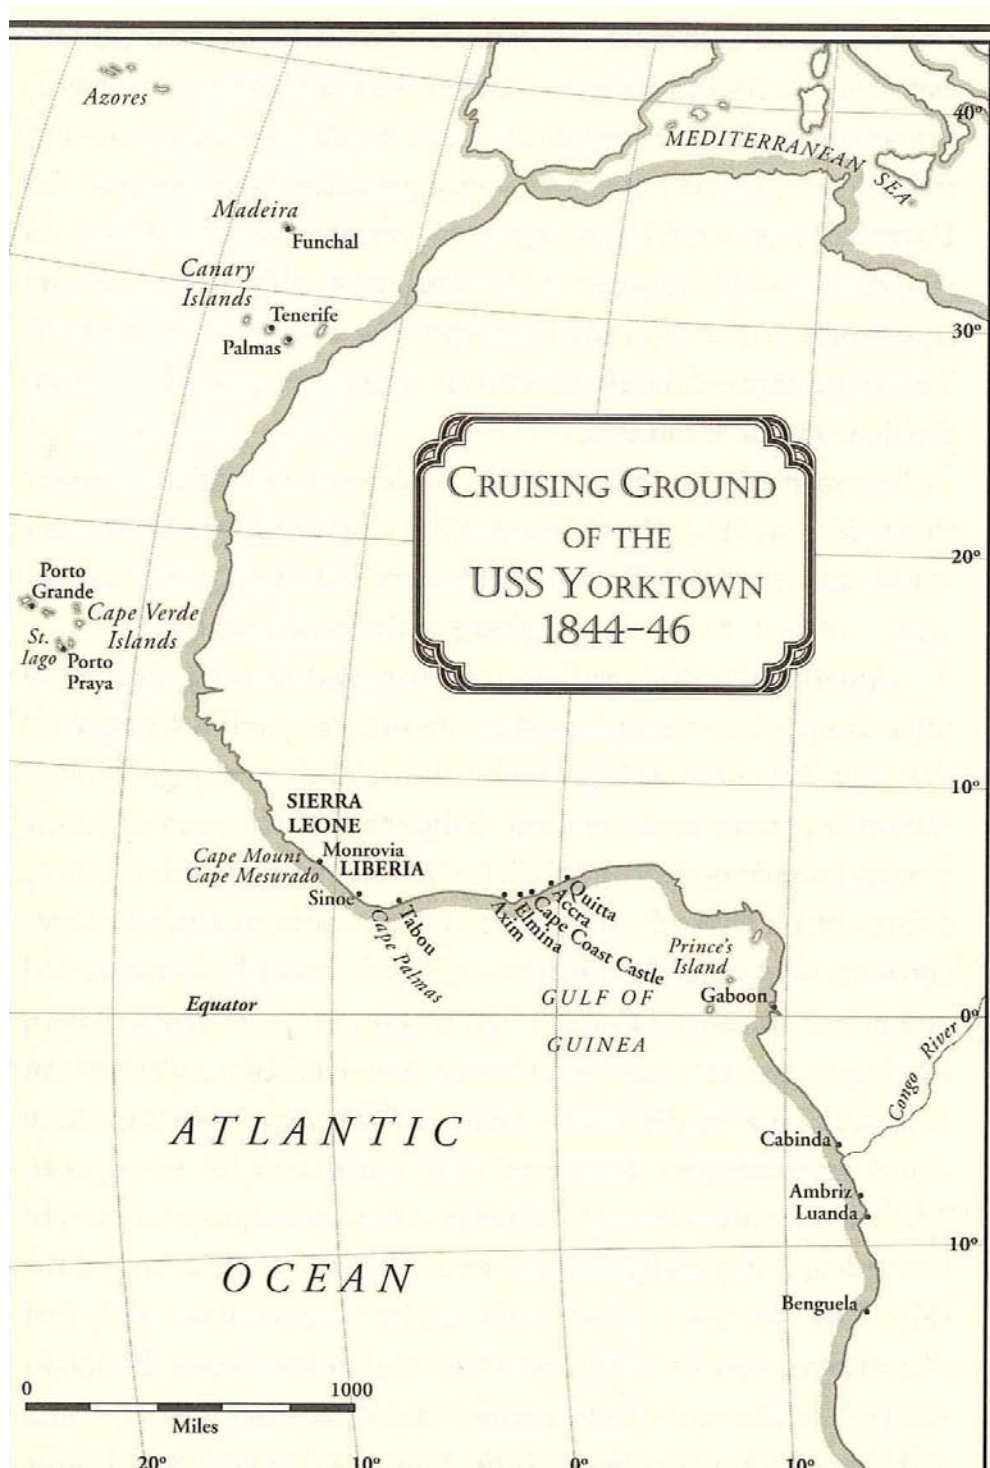 Azores
40°
MEDITERRANEAN SEA
Madeira
Funchal
Canary
Islands
Tenerife
Palmas
30°
CRUISING GROUND
OF THE
USS YORKTOWN
1844–46
20°
Porto
Grande
Cape Verde
Islands
St.
Iago
Porto
Praya
10°
SIERRA
LEONE
Monrovia
Cape Mount
LIBERIA
Cape Mesurado
Sinoe
Tabou
Cape Palmas
Axim
Elmina
Cape Coast Castle
Accra
Quitta
Prince's
Island
GULF OF
GUINEA
Gaboon
Equator
0°
Congo River
ATLANTIC
OCEAN
Cabinda
Ambriz
Luanda
10°
Benguela
0
1000
Miles
20°
10°
0°
10°